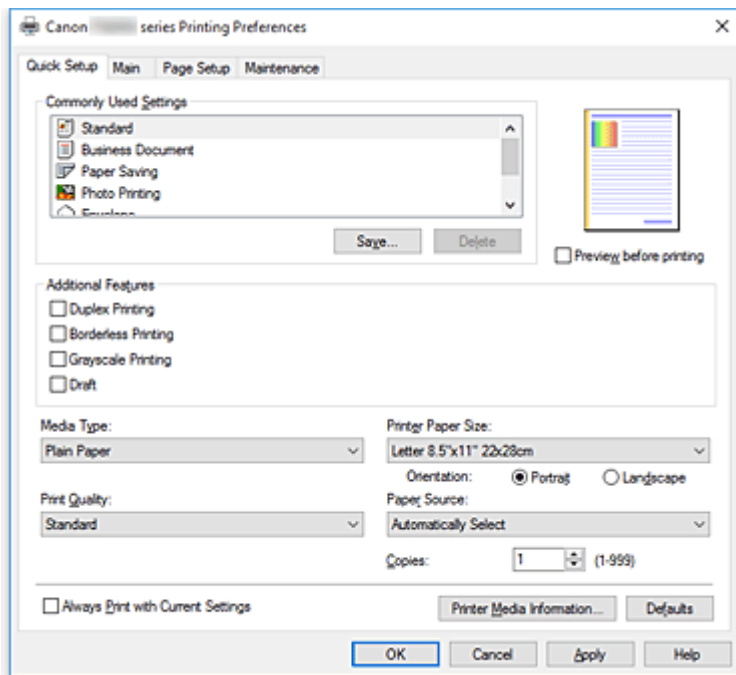 Canon series Printing Preferences
Quick Setup Main Page Setup Maintenance
Commonly Used Settings
Standard
Business Document
Paper Saving
Photo Printing
Envelope
Save... Delete
Preview before printing
Additional Features
Duplex Printing
Borderless Printing
Grayscale Printing
Draft
Media Type: Printer Paper Size:
Plain Paper Letter 8.5"x11" 22x28cm
Orientation: Portrait Landscape
Print Quality: Paper Source:
Standard Automatically Select
Copies: 1 (1-999)
Always Print with Current Settings Printer Media Information... Defaults
OK Cancel Apply Help